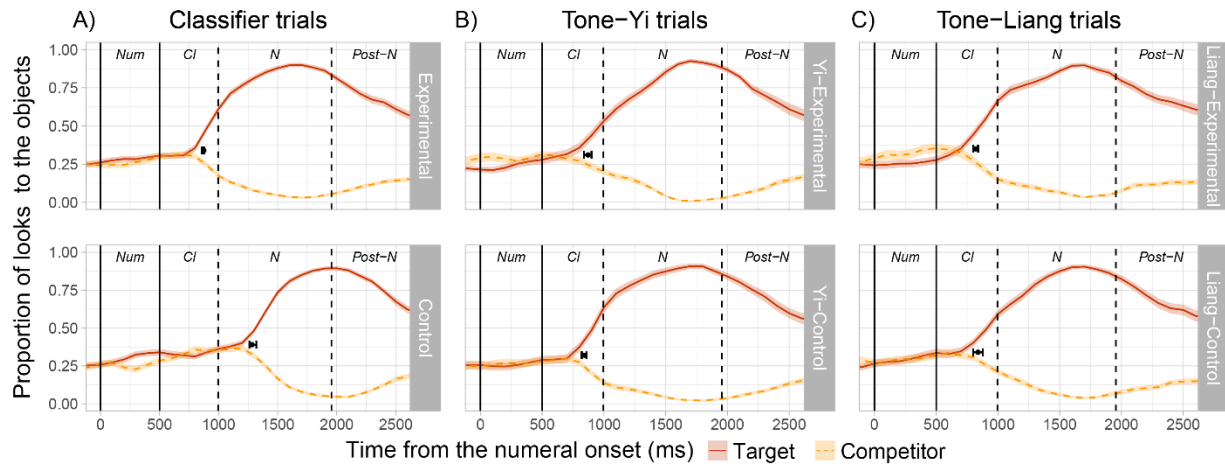 A) Classifier trials B) Tone−Yi trials C) Tone−Liang trials
Proportion of looks to the objects
1.00 Num Cl N Post−N Num Cl N Post−N Num Cl N Post−N
0.75
0.50
0.25
0.00
Experimental
Yi−Experimental
Liang−Experimental
1.00 Num Cl N Post−N Num Cl N Post−N Num Cl N Post−N
0.75
0.50
0.25
0.00
Control
Yi−Control
Liang−Control
0 500 1000 1500 2000 2500 0 500 1000 1500 2000 2500 0 500 1000 1500 2000 2500
Time from the numeral onset (ms) Target Competitor